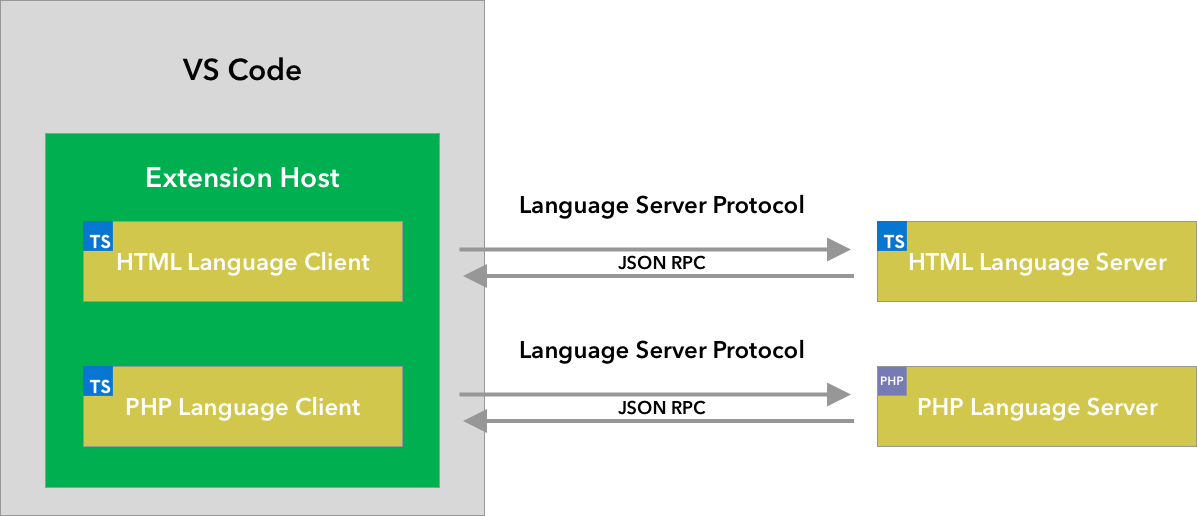 VS Code
Extension Host
TS
HTML Language Client
Language Server Protocol
JSON RPC
TS
HTML Language Server
TS
PHP Language Client
Language Server Protocol
JSON RPC
PHP
PHP Language Server